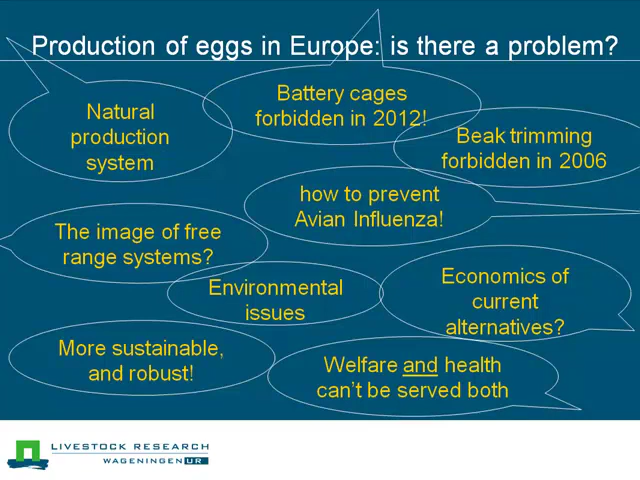 Production of eggs in Europe: is there a problem?
Natural
production
system
Battery cages
forbidden in 2012!
Beak trimming
forbidden in 2006
how to prevent
Avian Influenza!
The image of free
range systems?
Environmental
issues
Economics of
current
alternatives?
More sustainable,
and robust!
Welfare and health
can't be served both
LIVESTOCK RESEARCH
WAGENINGEN UR